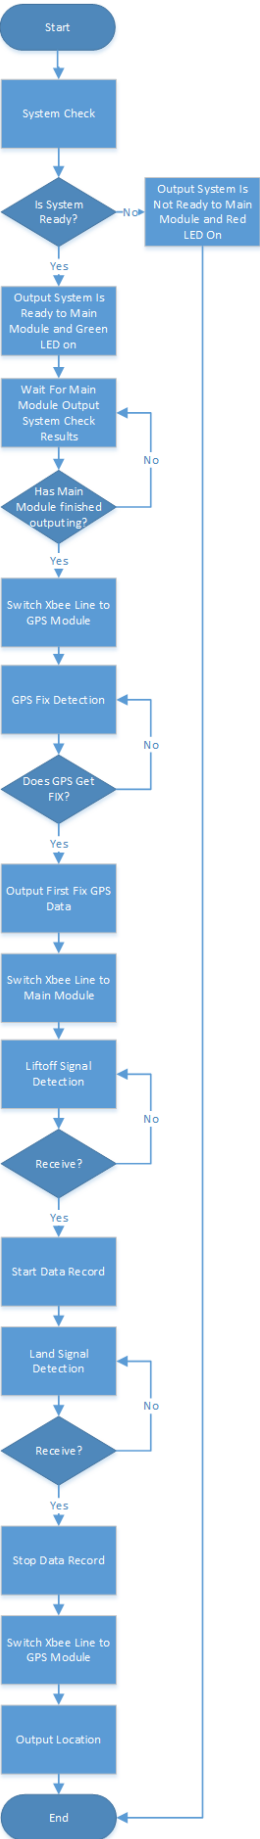 Start
System Check
Is System
Ready?
No
Output System Is
Not Ready to Main
Module and Red
LED On
Yes
Output System Is
Ready to Main
Module and Green
LED on
Wait For Main
Module Output
System Check
Results
No
Has Main
Module finished
outputing?
Yes
Switch Xbee Line to
GPS Module
GPS Fix Detection
No
Does GPS Get
FIX?
Yes
Output First Fix GPS
Data
Switch Xbee Line to
Main Module
Liftoff Signal
Detection
No
Receive?
Yes
Start Data Record
Land Signal
Detection
No
Receive?
Yes
Stop Data Record
Switch Xbee Line to
GPS Module
Output Location
End